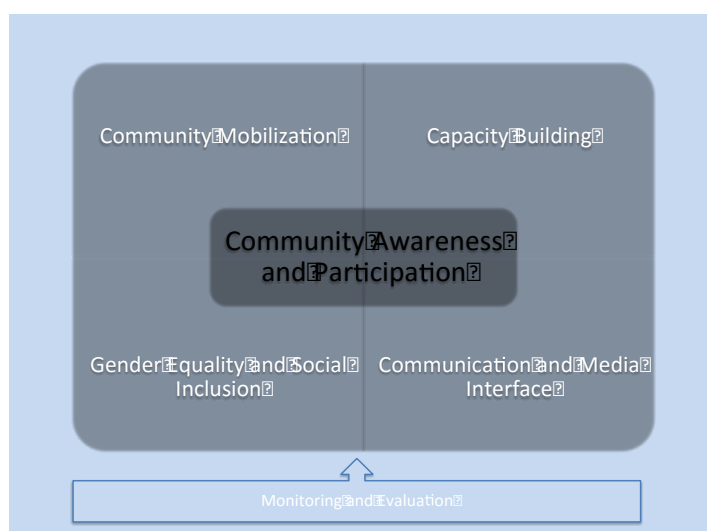 Community Mobilization
Capacity Building
Community Awareness
and Participation
Gender Equality and Social
Inclusion
Communication and Media
Interface
Monitoring and Evaluation